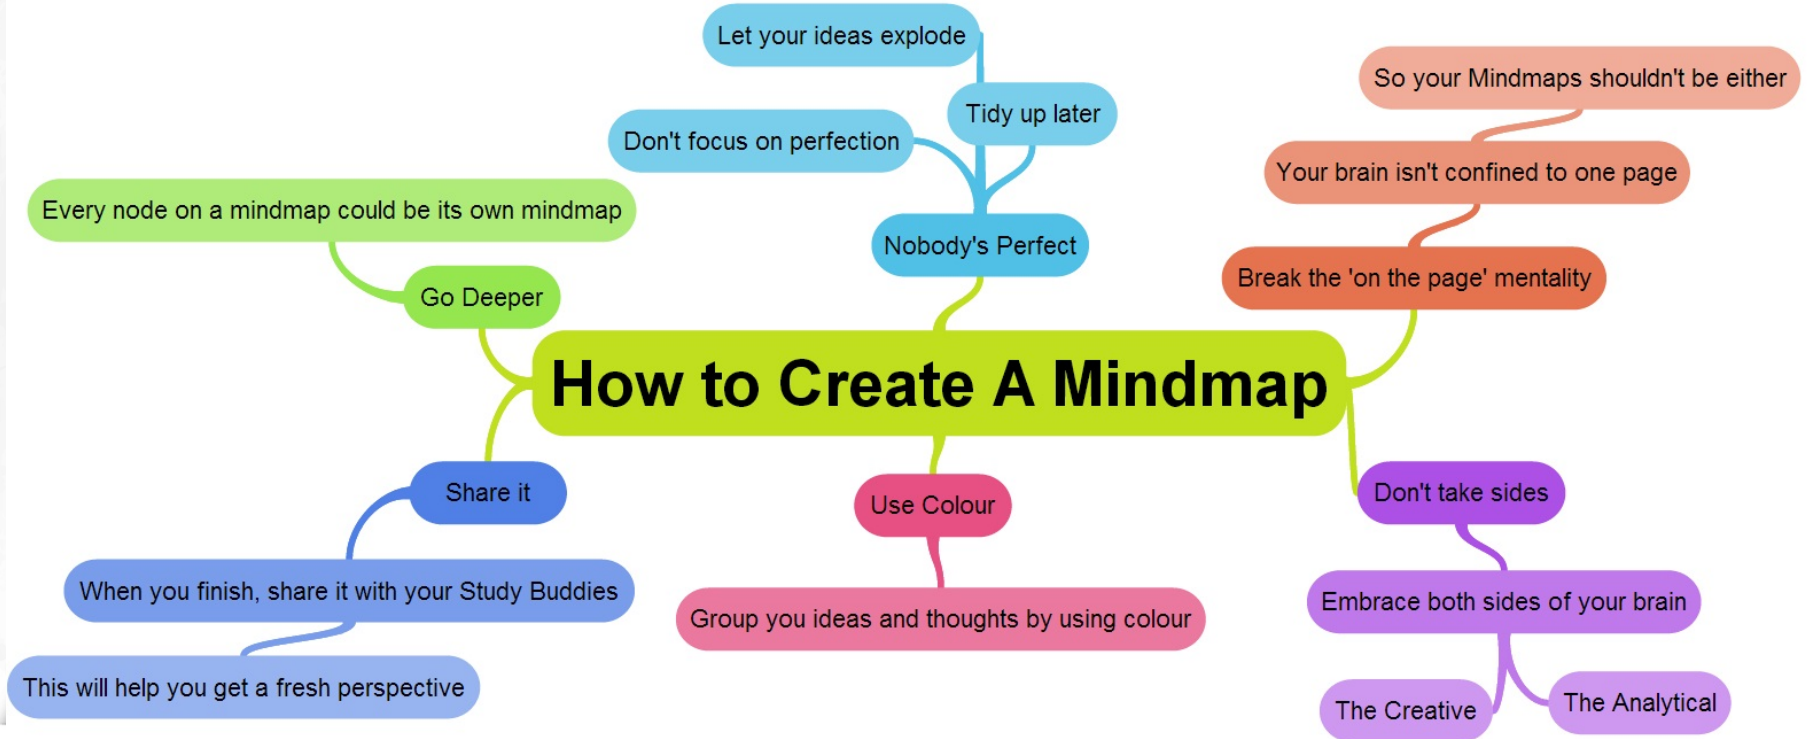 Let your ideas explode
Tidy up later
Don't focus on perfection
Nobody's Perfect
So your Mindmaps shouldn't be either
Your brain isn't confined to one page
Break the 'on the page' mentality
Every node on a mindmap could be its own mindmap
Go Deeper
How to Create A Mindmap
Share it
When you finish, share it with your Study Buddies
This will help you get a fresh perspective
Use Colour
Group you ideas and thoughts by using colour
Don't take sides
Embrace both sides of your brain
The Creative
The Analytical